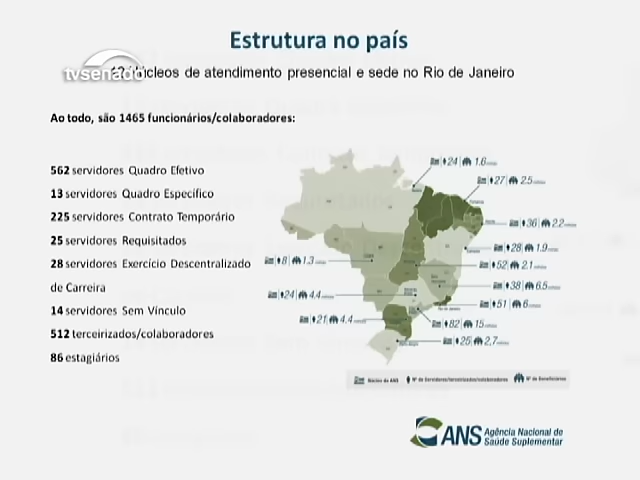 Estrutura no país
tvsenado
Núcleos de atendimento presencial e sede no Rio de Janeiro
Ao todo, são 1465 funcionários/colaboradores:
562 servidores Quadro Efetivo
13 servidores Quadro Específico
225 servidores Contrato Temporário
25 servidores Requisitados
28 servidores Exercício Descentralizado
de Carreira
14 servidores Sem Vínculo
512 terceirizados/colaboradores
86 estagiários
24 1.6
27 2.5
36 2.2
28 1.9
8 1.3
52 2.1
38 6.5
24 4.4
51 6
21 4.4
82 15
25 2,7
Núcleo da ANS Nº de Servidores/terceirizados/colaboradores Nº de Beneficiários
ANS Agência Nacional de
Saúde Suplementar